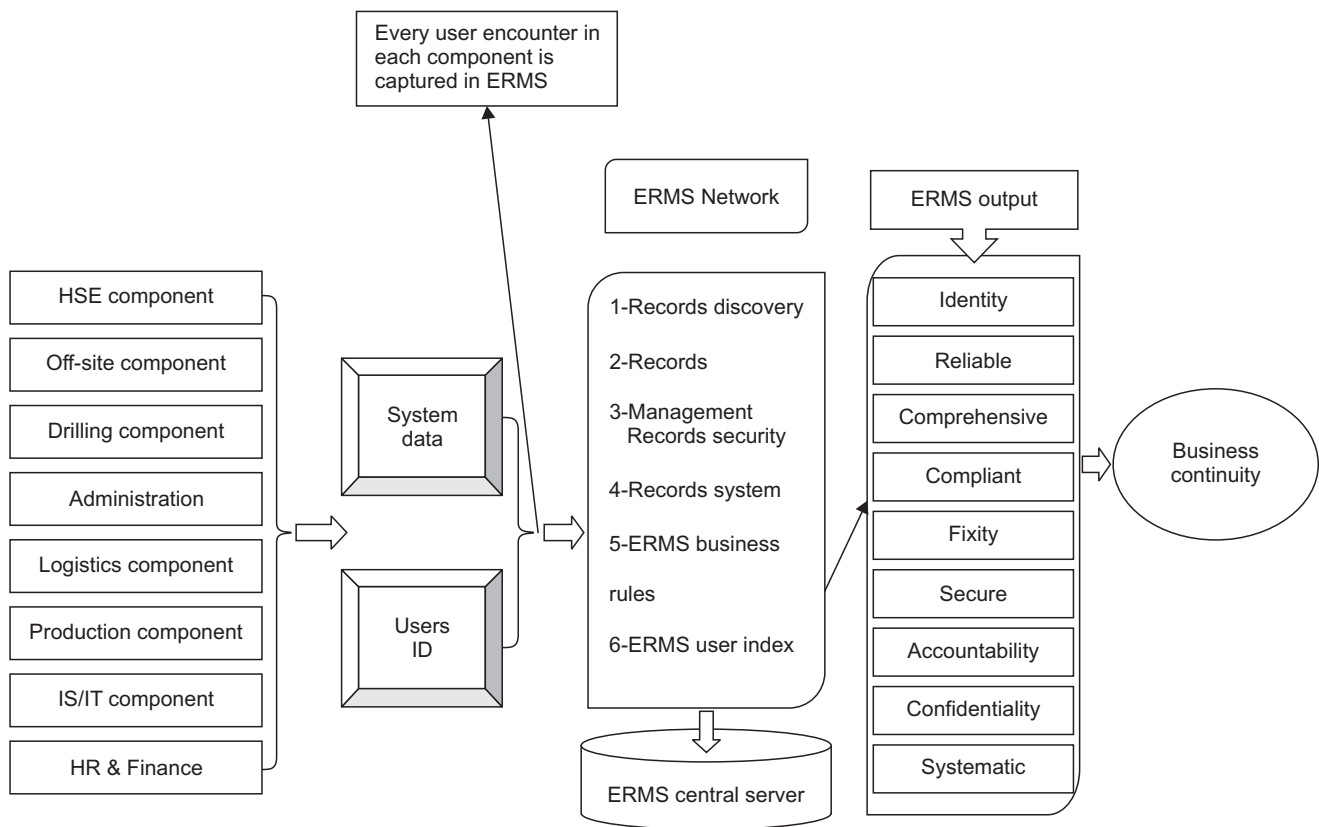 Every user encounter in
each component is
captured in ERMS
ERMS Network
ERMS output
HSE component
Off-site component
Drilling component
Administration
Logistics component
Production component
IS/IT component
HR & Finance
System
data
Users
ID
1-Records discovery
2-Records
3-Management
Records security
4-Records system
5-ERMS business
rules
6-ERMS user index
ERMS central server
Identity
Reliable
Comprehensive
Compliant
Fixity
Secure
Accountability
Confidentiality
Systematic
Business
continuity